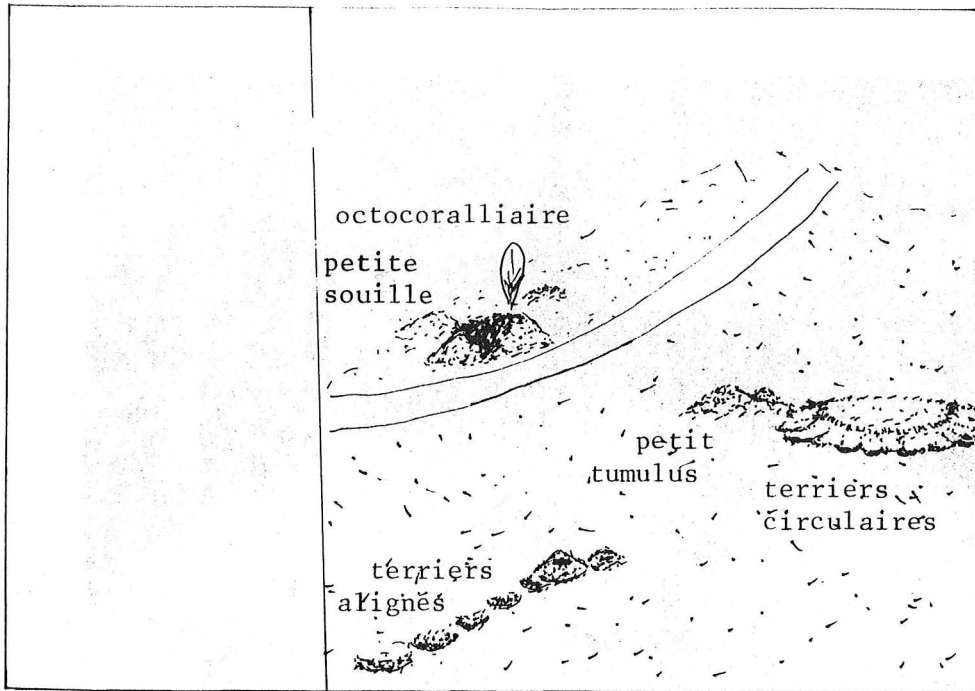 octocoralliaire
petite
souille
petit
tumulus
terriers
circulaires
terriers
alignés